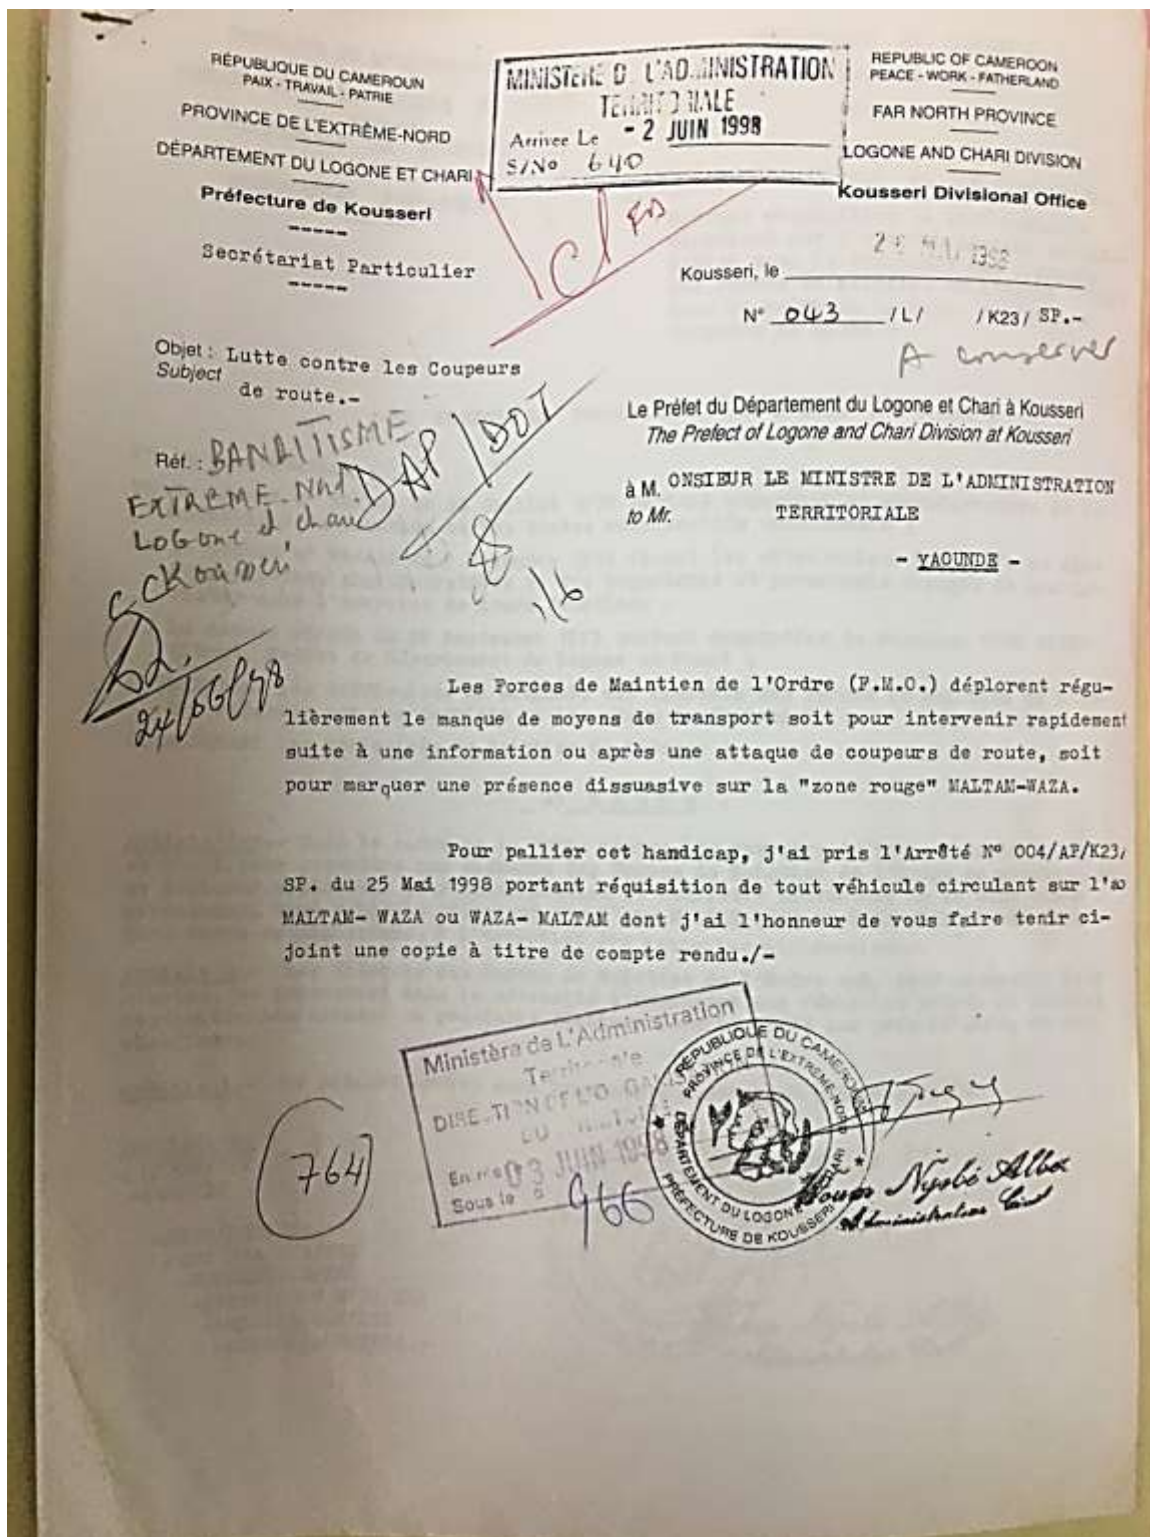 RÉPUBLIQUE DU CAMEROUN
PAIX - TRAVAIL - PATRIE
PROVINCE DE L'EXTRÊME-NORD
DÉPARTEMENT DU LOGONE ET CHARI
Préfecture de Kousseri
Secrétariat Particulier
MINISTERE D L'AD INISTRATION
TERRITORIALE
Arrivee Le - 2 JUIN 1998
S/No 640
REPUBLIC OF CAMEROON
PEACE - WORK - FATHERLAND
FAR NORTH PROVINCE
LOGONE AND CHARI DIVISION
Kousseri Divisional Office
Kousseri, le
N° 043 /L/ /K23/ SP.-
A conserver
Objet : Lutte contre les Coupeurs
Subject de route.-
Le Préfet du Département du Logone et Chari à Kousseri
The Prefect of Logone and Chari Division at Kousseri
Réf. : BANDITISME
EXTREME-Nord
LOGone et chari
Kousseri
DAP/DOT
1/6
24/06/98
à M. ONSIEUR LE MINISTRE DE L'ADMINISTRATION
to Mr. TERRITORIALE
- YAOUNDE -
Les Forces de Maintien de l'Ordre (F.M.O.) déplorent régu-
lièrement le manque de moyens de transport soit pour intervenir rapidement
suite à une information ou après une attaque de coupeurs de route, soit
pour marquer une présence dissuasive sur la "zone rouge" MALTAM-WAZA.
Pour pallier cet handicap, j'ai pris l'Arrêté N° 004/AP/K23/
SP. du 25 Mai 1998 portant réquisition de tout véhicule circulant sur l'ax
MALTAM- WAZA ou WAZA- MALTAM dont j'ai l'honneur de vous faire tenir ci-
joint une copie à titre de compte rendu./-
Ministère de L'Administration
Territoriale
03 JUIN 1998
Sous le n° 966
764
REPUBLIQUE DU CAMEROUN
PROVINCE DE L'EXTREME-NORD
DEPARTEMENT DU LOGONE ET CHARI
PREFECTURE DE KOUSSERI
Administrateur Civil